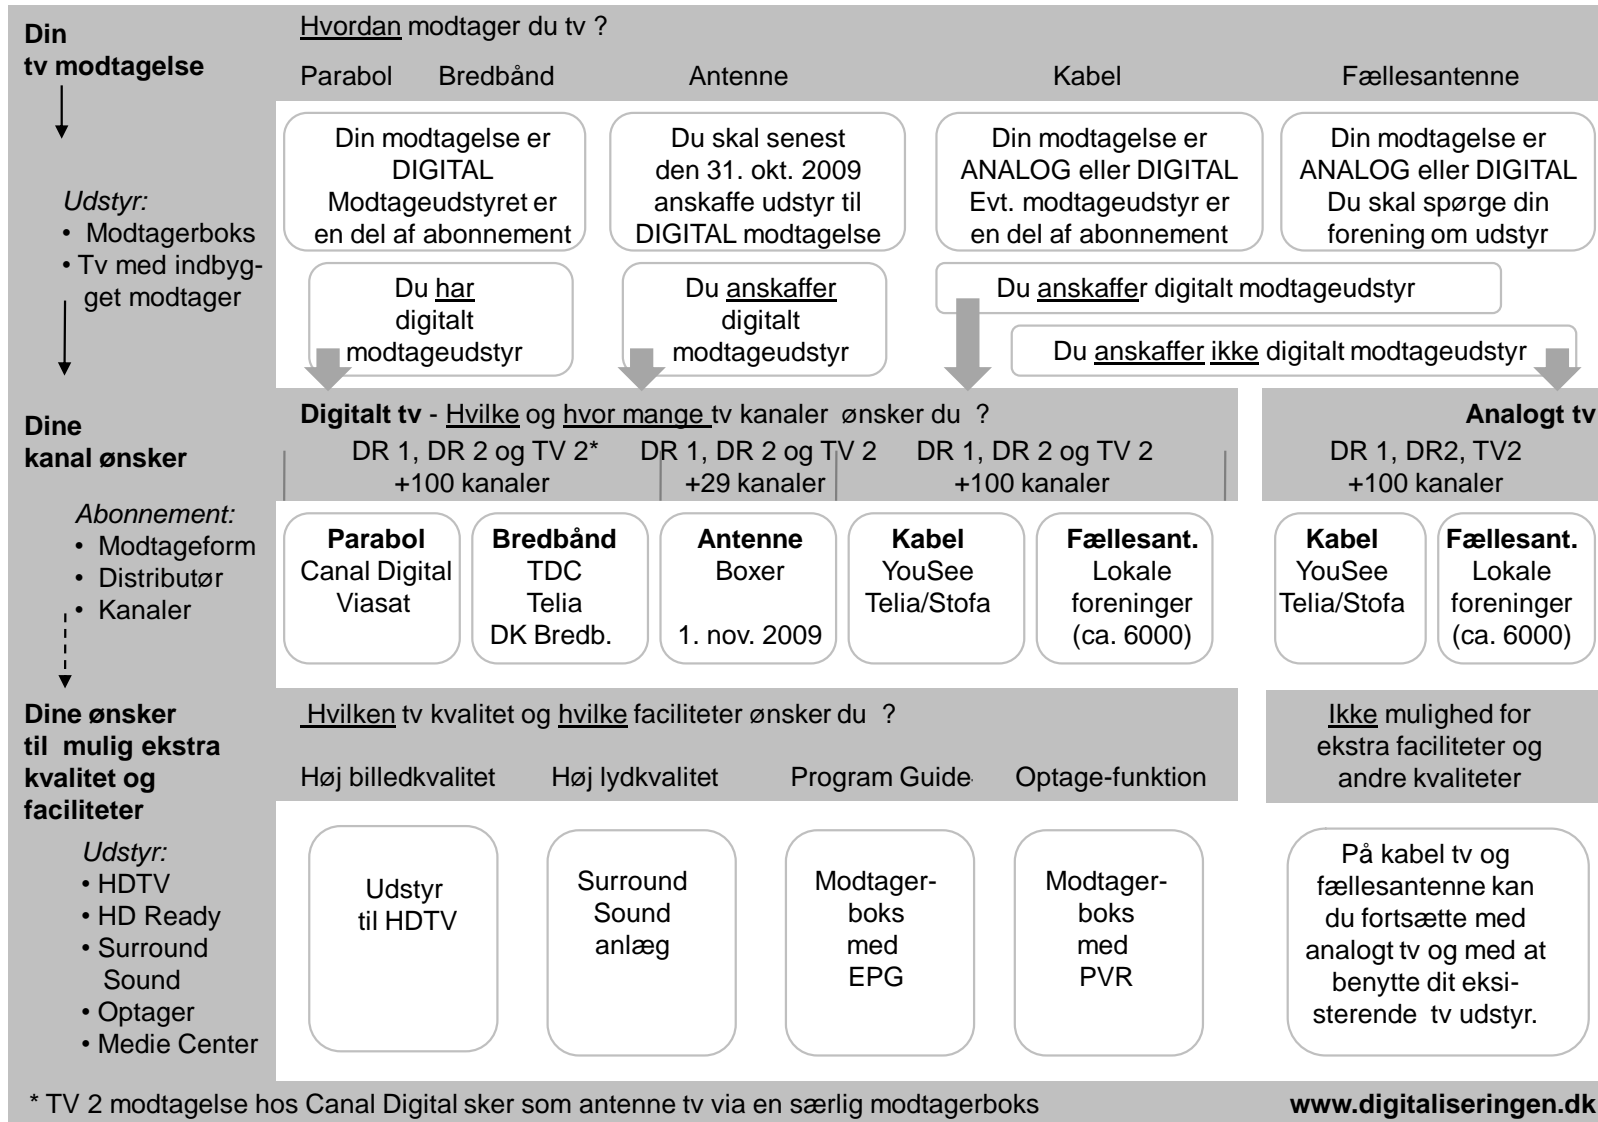 Din
tv modtagelse
Hvordan modtager du tv ?
Parabol Bredbånd Antenne Kabel Fællesantenne
Udstyr:
• Modtagerboks
• Tv med indbyg-
get modtager
Din modtagelse er
DIGITAL
Modtageudstyret er
en del af abonnement
Du skal senest
den 31. okt. 2009
anskaffe udstyr til
DIGITAL modtagelse
Din modtagelse er
ANALOG eller DIGITAL
Evt. modtageudstyr er
en del af abonnement
Din modtagelse er
ANALOG eller DIGITAL
Du skal spørge din
forening om udstyr
Du har
digitalt
modtageudstyr
Du anskaffer
digitalt
modtageudstyr
Du anskaffer digitalt modtageudstyr
Du anskaffer ikke digitalt modtageudstyr
Dine
kanal ønsker
Digitalt tv - Hvilke og hvor mange tv kanaler ønsker du ?
Analogt tv
DR 1, DR 2 og TV 2*
+100 kanaler
DR 1, DR 2 og TV 2
+29 kanaler
DR 1, DR 2 og TV 2
+100 kanaler
DR 1, DR2, TV2
+100 kanaler
Abonnement:
• Modtageform
• Distributør
• Kanaler
Parabol
Canal Digital
Viasat
Bredbånd
TDC
Telia
DK Bredb.
Antenne
Boxer
1. nov. 2009
Kabel
YouSee
Telia/Stofa
Fællesant.
Lokale
foreninger
(ca. 6000)
Kabel
YouSee
Telia/Stofa
Fællesant.
Lokale
foreninger
(ca. 6000)
Dine ønsker
til mulig ekstra
kvalitet og
faciliteter
Hvilken tv kvalitet og hvilke faciliteter ønsker du ?
Høj billedkvalitet Høj lydkvalitet Program Guide Optage-funktion
Ikke mulighed for
ekstra faciliteter og
andre kvaliteter
Udstyr:
• HDTV
• HD Ready
• Surround
Sound
• Optager
• Medie Center
Udstyr
til HDTV
Surround
Sound
anlæg
Modtager-
boks
med
EPG
Modtager-
boks
med
PVR
På kabel tv og
fællesantenne kan
du fortsætte med
analogt tv og med at
benytte dit eksi-
sterende tv udstyr.
* TV 2 modtagelse hos Canal Digital sker som antenne tv via en særlig modtagerboks
www.digitaliseringen.dk